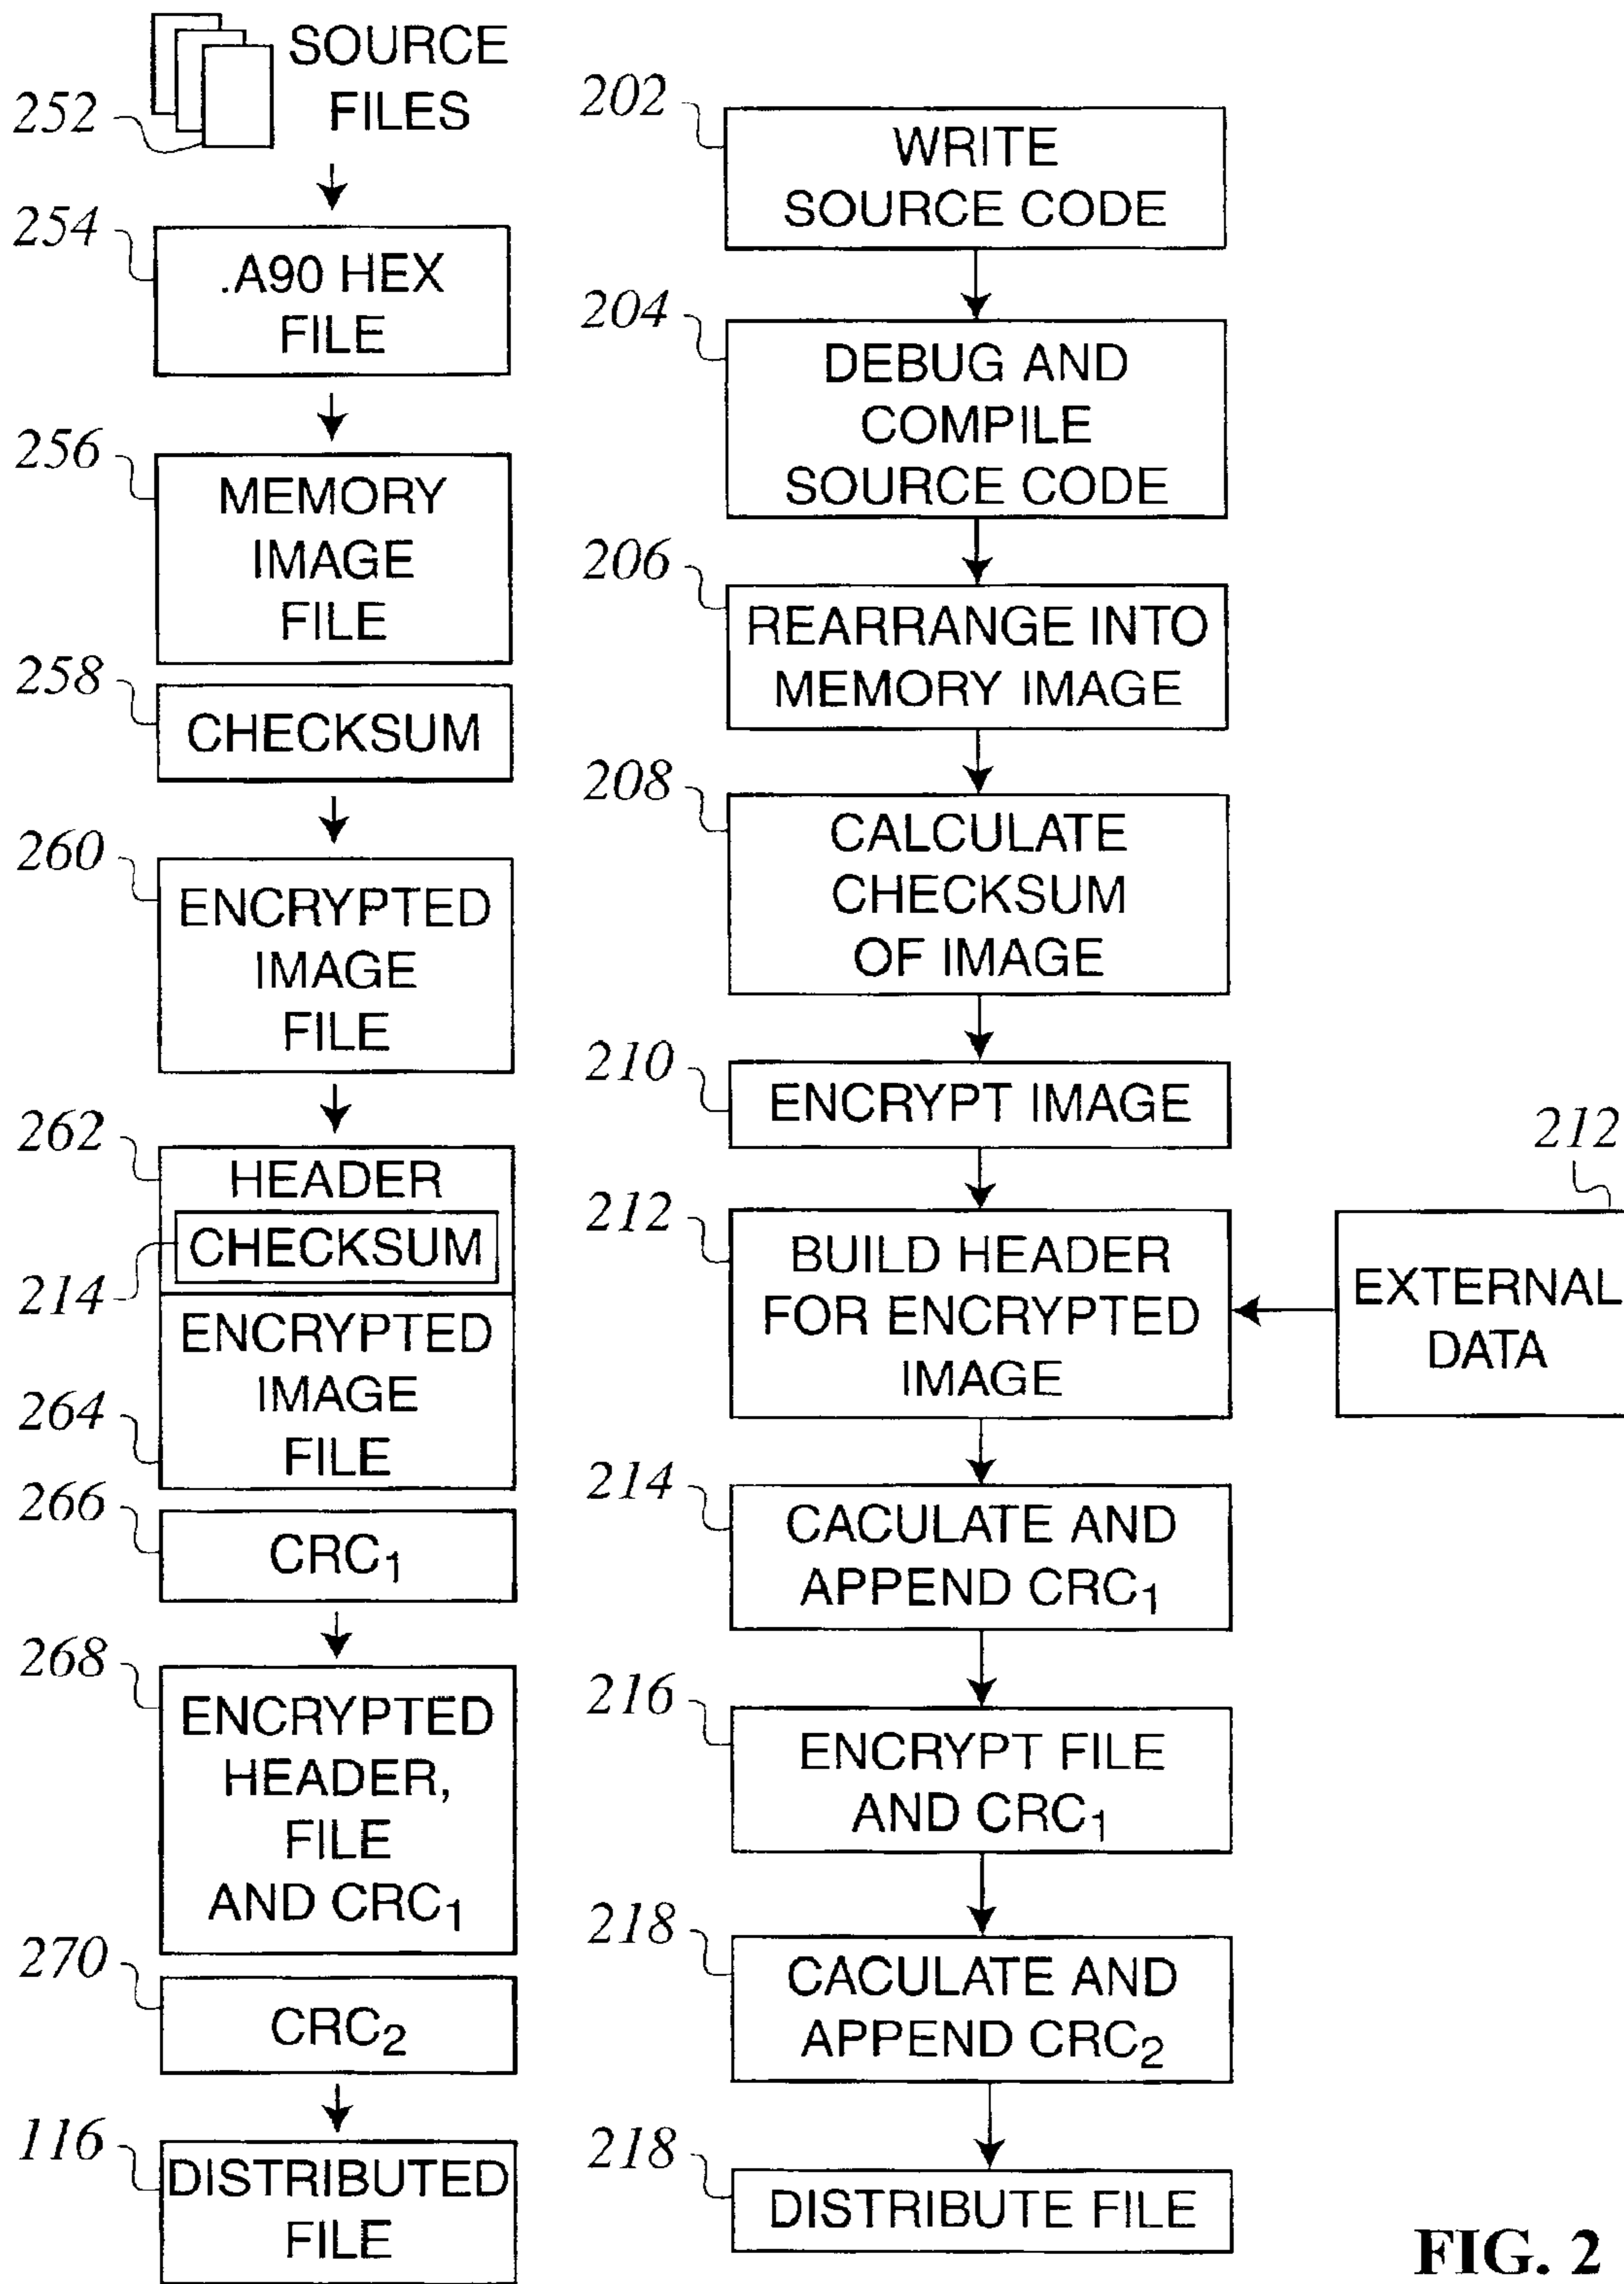 SOURCE
FILES
252
254
.A90 HEX
FILE
256
MEMORY
IMAGE
FILE
258
CHECKSUM
260
ENCRYPTED
IMAGE
FILE
262
HEADER
CHECKSUM
214
ENCRYPTED
IMAGE
264
FILE
266
CRC₁
268
ENCRYPTED
HEADER,
FILE
AND CRC₁
270
CRC₂
116
DISTRIBUTED
FILE
202
WRITE
SOURCE CODE
204
DEBUG AND
COMPILE
SOURCE CODE
206
REARRANGE INTO
MEMORY IMAGE
208
CALCULATE
CHECKSUM
OF IMAGE
210
ENCRYPT IMAGE
212
BUILD HEADER
FOR ENCRYPTED
IMAGE
212
EXTERNAL
DATA
214
CACULATE AND
APPEND CRC₁
216
ENCRYPT FILE
AND CRC₁
218
CACULATE AND
APPEND CRC₂
218
DISTRIBUTE FILE
FIG. 2